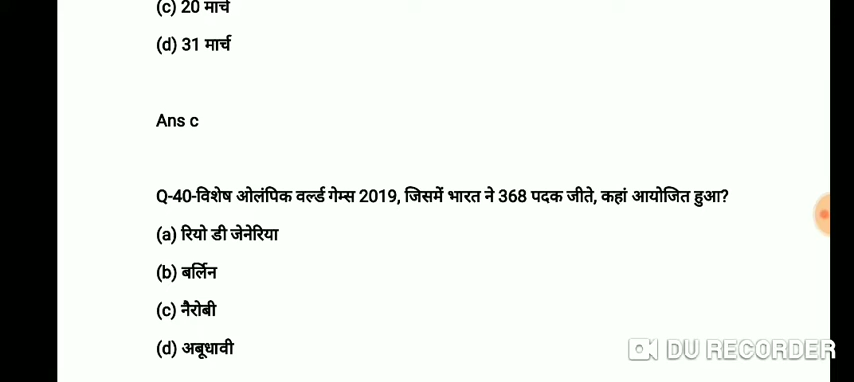 (c) 20 मार्च
(d) 31 मार्च
Ans c
Q-40-विशेष ओलंपिक वर्ल्ड गेम्स 2019, जिसमें भारत ने 368 पदक जीते, कहां आयोजित हुआ?
(a) रियो डी जेनेरिया
(b) बर्लिन
(c) नैरोबी
(d) अबूधावी
DU RECORDER